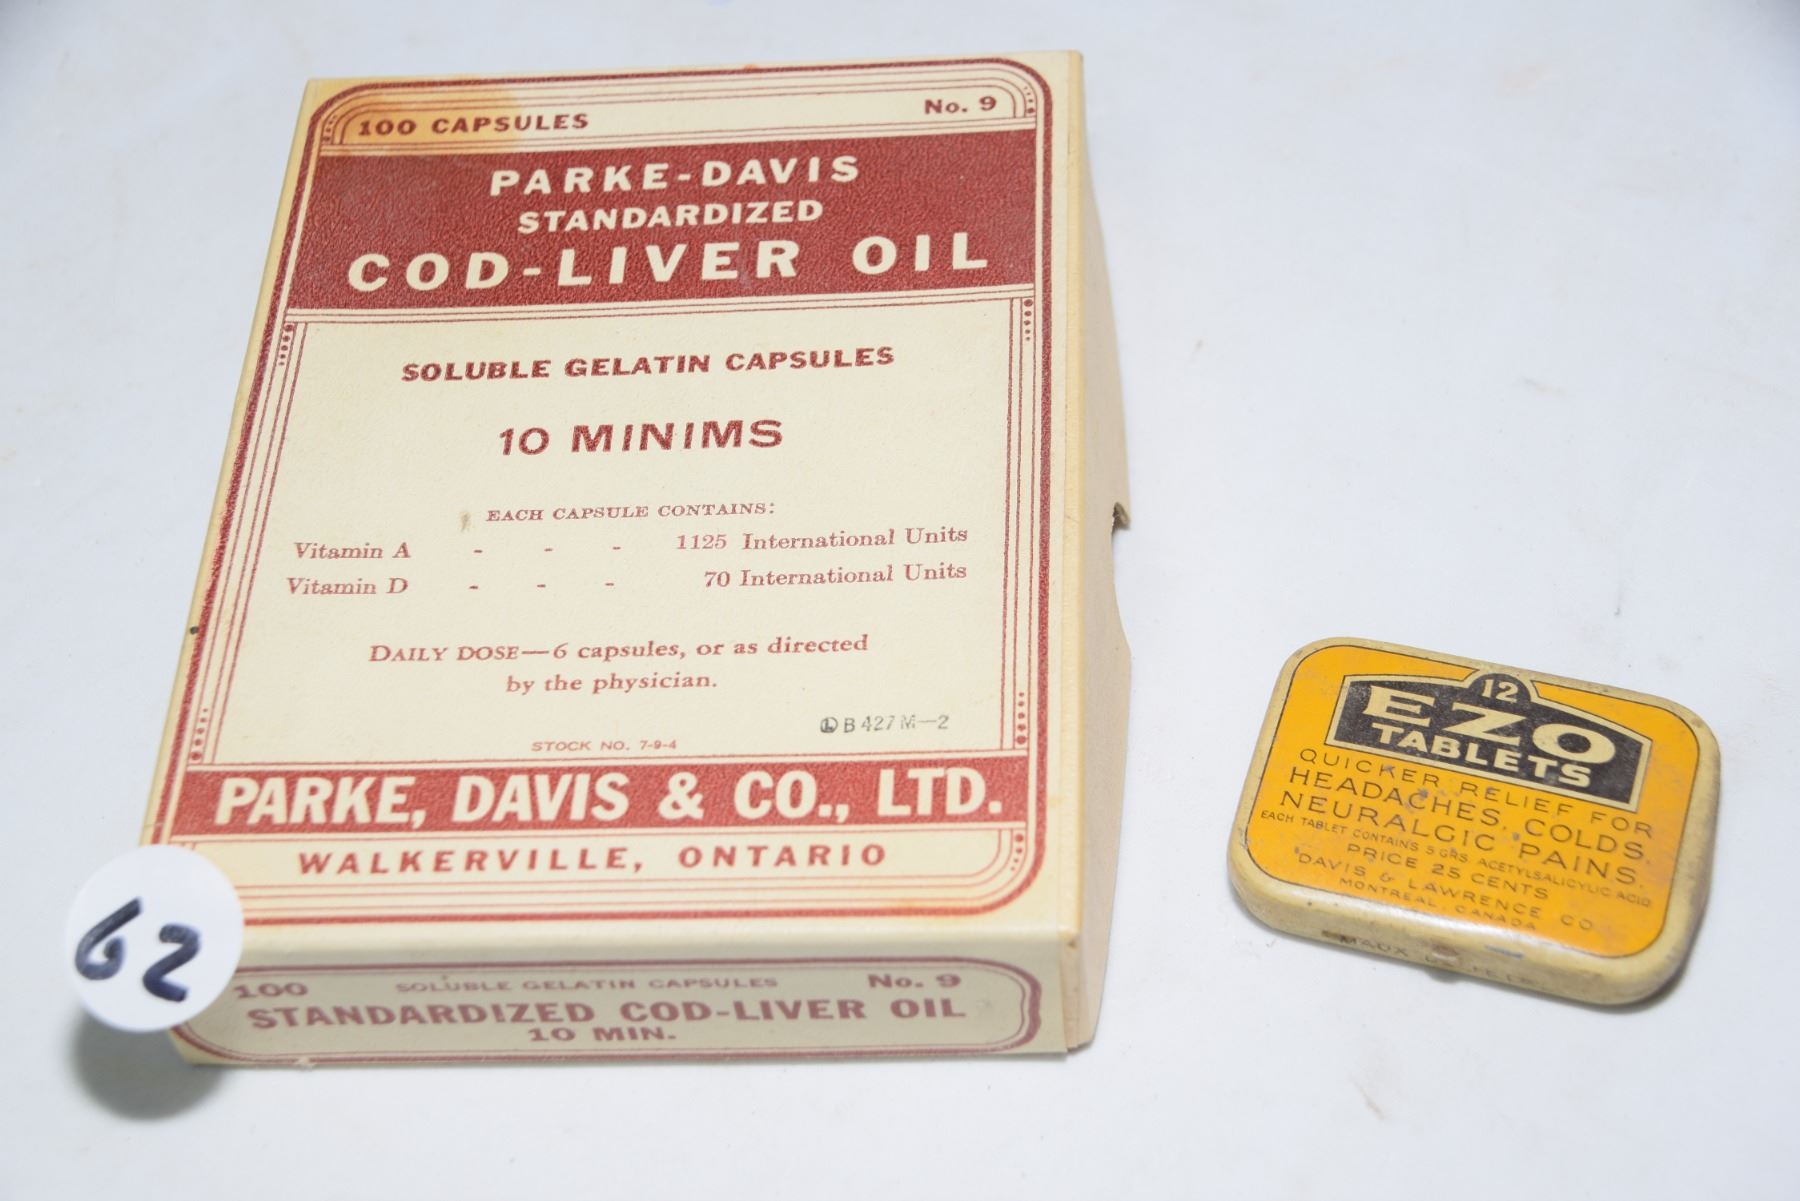 100 CAPSULES No. 9
PARKE-DAVIS
STANDARDIZED
COD-LIVER OIL
SOLUBLE GELATIN CAPSULES
10 MINIMS
EACH CAPSULE CONTAINS:
Vitamin A - - - 1125 International Units
Vitamin D - - - 70 International Units
DAILY DOSE—6 capsules, or as directed
by the physician.
B 427 M—2
STOCK NO. 7-9-4
PARKE, DAVIS & CO., LTD.
WALKERVILLE, ONTARIO
100 SOLUBLE GELATIN CAPSULES No. 9
STANDARDIZED COD-LIVER OIL
10 MIN.
62
12
EZO
TABLETS
QUICKER RELIEF FOR
HEADACHES, COLDS,
NEURALGIC PAINS.
EACH TABLET CONTAINS 5 GRS. ACETYLSALICYLIC ACID
PRICE 25 CENTS
DAVIS & LAWRENCE CO.
MONTREAL, CANADA
MAUX DE TETE